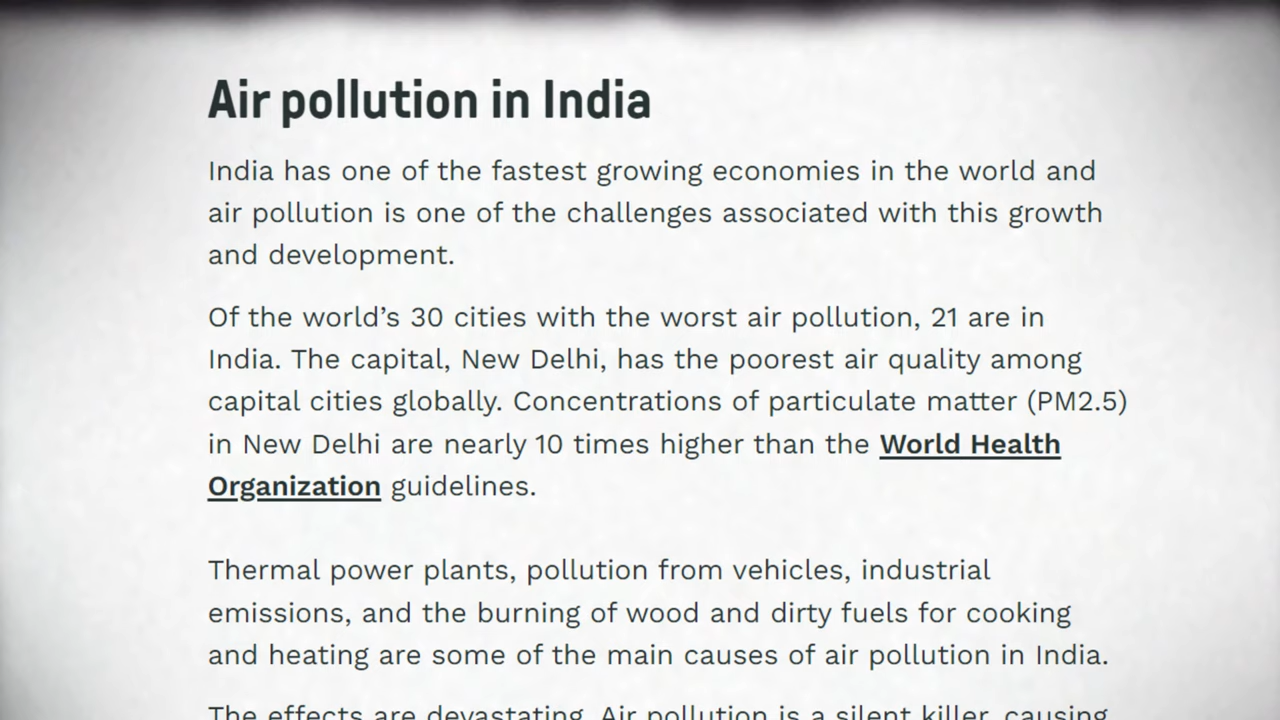 Air pollution in India
India has one of the fastest growing economies in the world and
air pollution is one of the challenges associated with this growth
and development.
Of the world’s 30 cities with the worst air pollution, 21 are in
India. The capital, New Delhi, has the poorest air quality among
capital cities globally. Concentrations of particulate matter (PM2.5)
in New Delhi are nearly 10 times higher than the World Health
Organization guidelines.
Thermal power plants, pollution from vehicles, industrial
emissions, and the burning of wood and dirty fuels for cooking
and heating are some of the main causes of air pollution in India.
The effects are devastating. Air pollution is a silent killer, causing